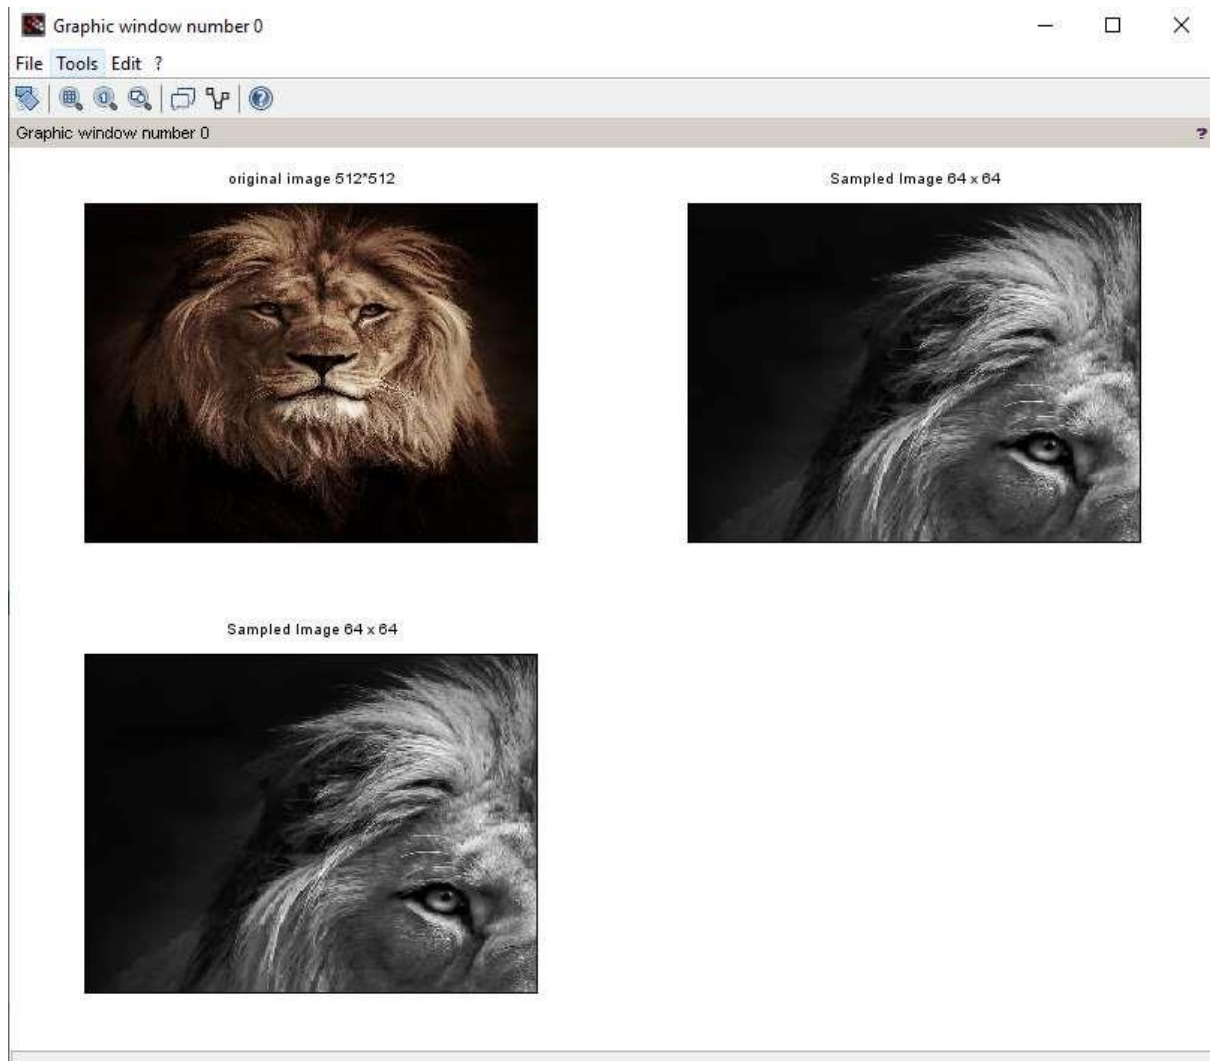 Graphic window number 0
File Tools Edit ?
Graphic window number 0 ?
original image 512*512
Sampled Image 64 x 64
Sampled Image 64 x 64